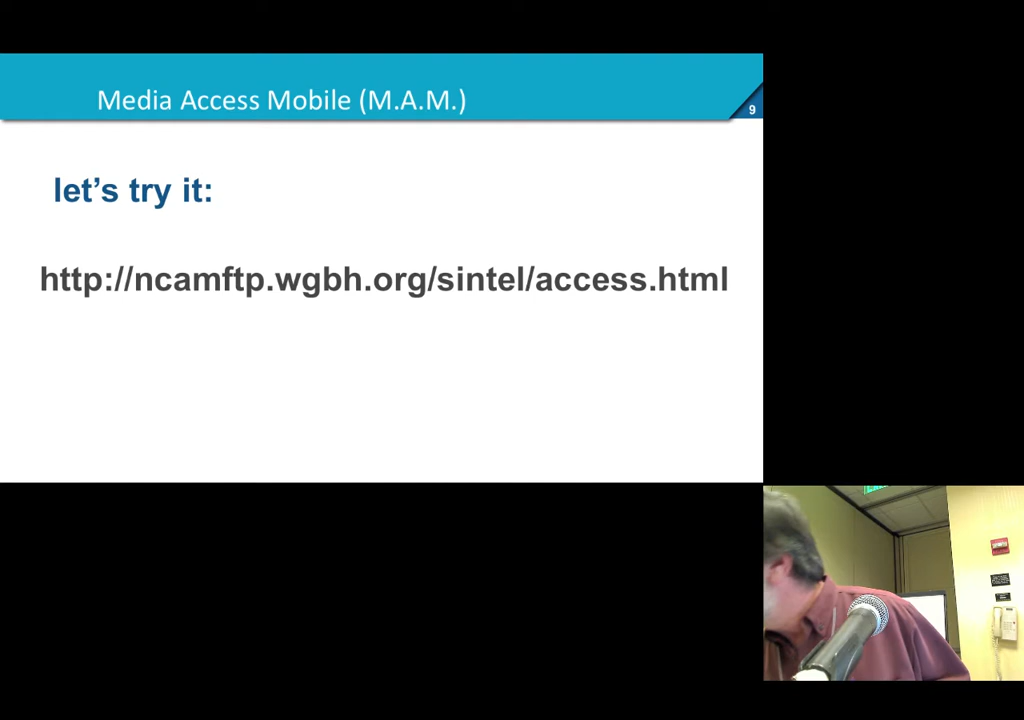 Media Access Mobile (M.A.M.)
9
let’s try it:
http://ncamftp.wgbh.org/sintel/access.html